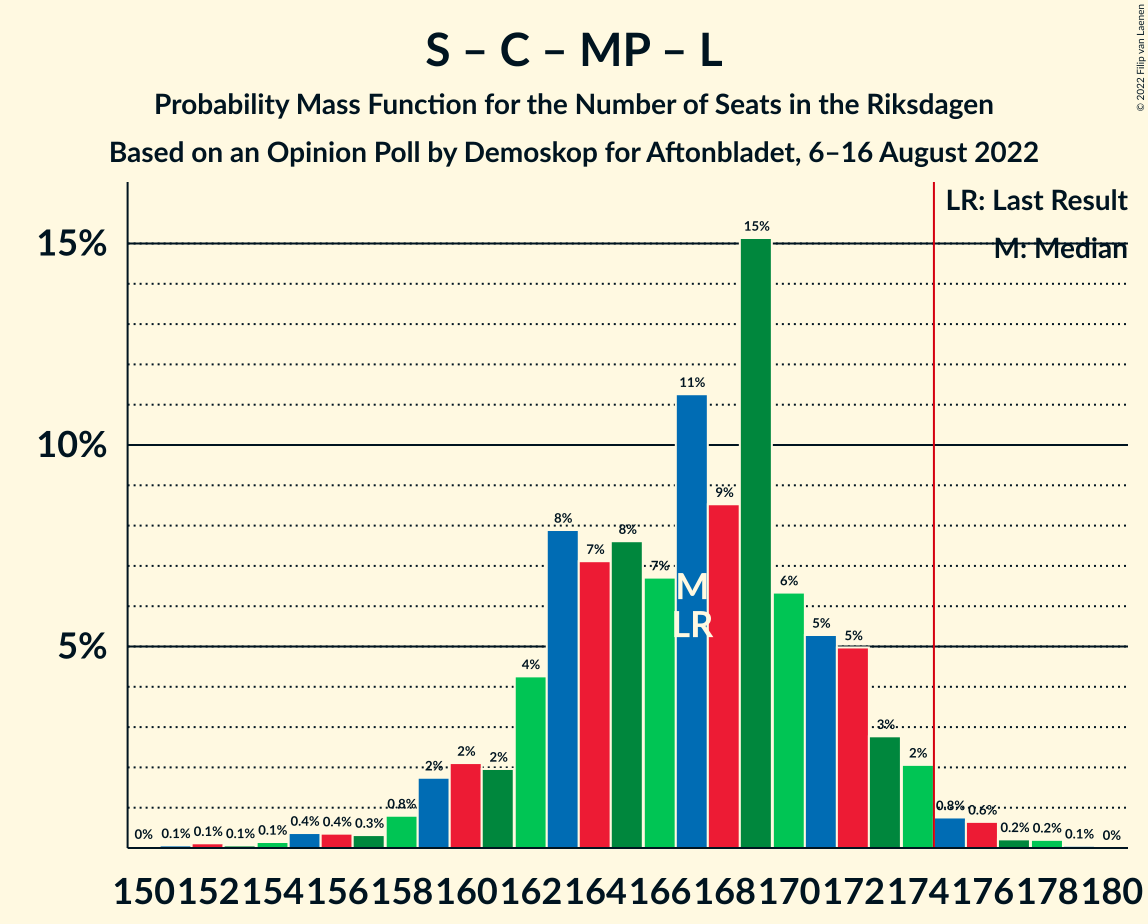 S – C – MP – L
Probability Mass Function for the Number of Seats in the Riksdagen
Based on an Opinion Poll by Demoskop for Aftonbladet, 6–16 August 2022
© 2022 Filip van Laenen
LR: Last Result
M: Median
15%
10%
5%
0% 0.1% 0.1% 0.1% 0.1% 0.4% 0.4% 0.3% 0.8% 2% 2% 2% 4% 8% 7% 8% 7% 11% 9% 15% 6% 5% 5% 3% 2% 0.8% 0.6% 0.2% 0.2% 0.1% 0%
M
LR
150 152 154 156 158 160 162 164 166 168 170 172 174 176 178 180